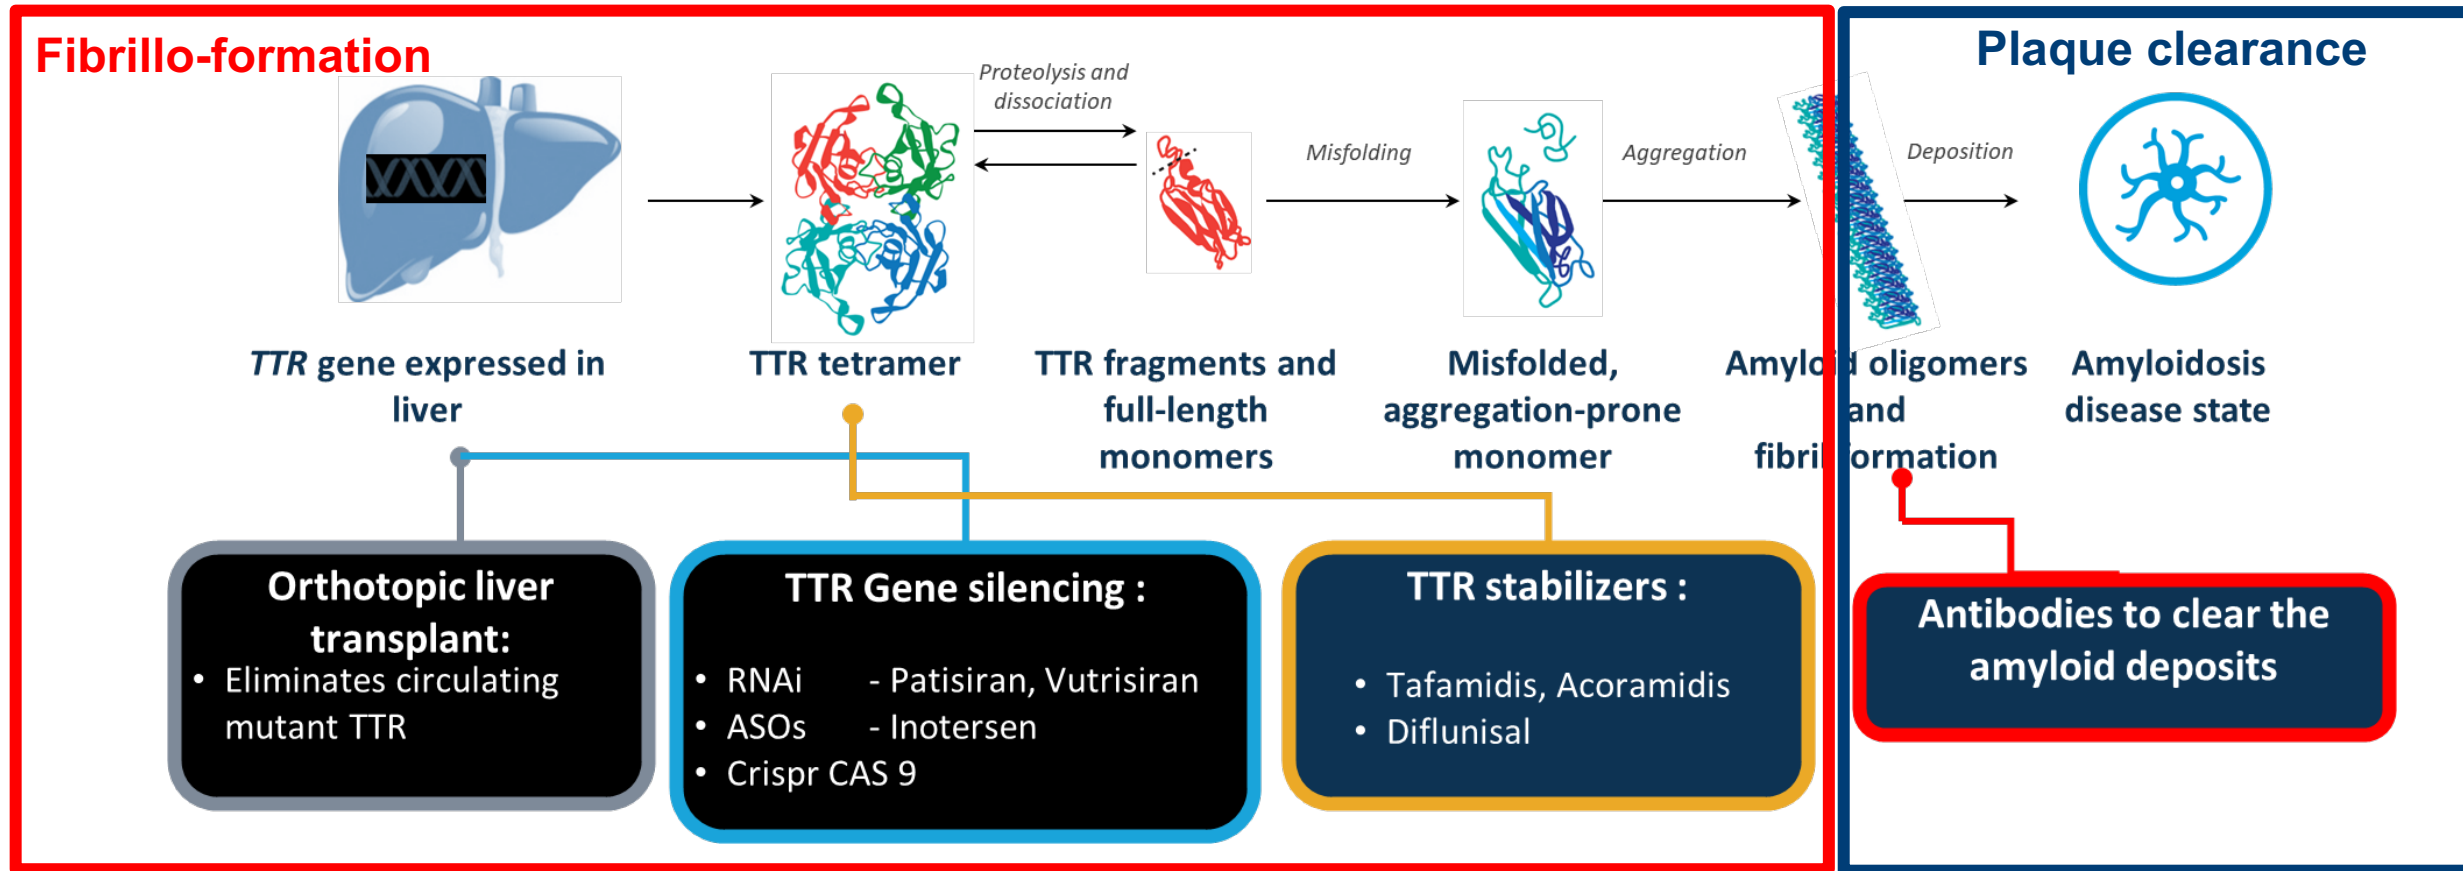 Fibrillo-formation
Plaque clearance
Proteolysis and
dissociation
Misfolding
Aggregation
Deposition
TTR gene expressed in
liver
TTR tetramer
TTR fragments and
full-length
monomers
Misfolded,
aggregation-prone
monomer
Amyloid oligomers
and
fibril formation
Amyloidosis
disease state
Orthotopic liver
transplant:
• Eliminates circulating
mutant TTR
TTR Gene silencing :
• RNAi - Patisiran, Vutrisiran
• ASOs - Inotersen
• Crispr CAS 9
TTR stabilizers :
• Tafamidis, Acoramidis
• Diflunisal
Antibodies to clear the
amyloid deposits